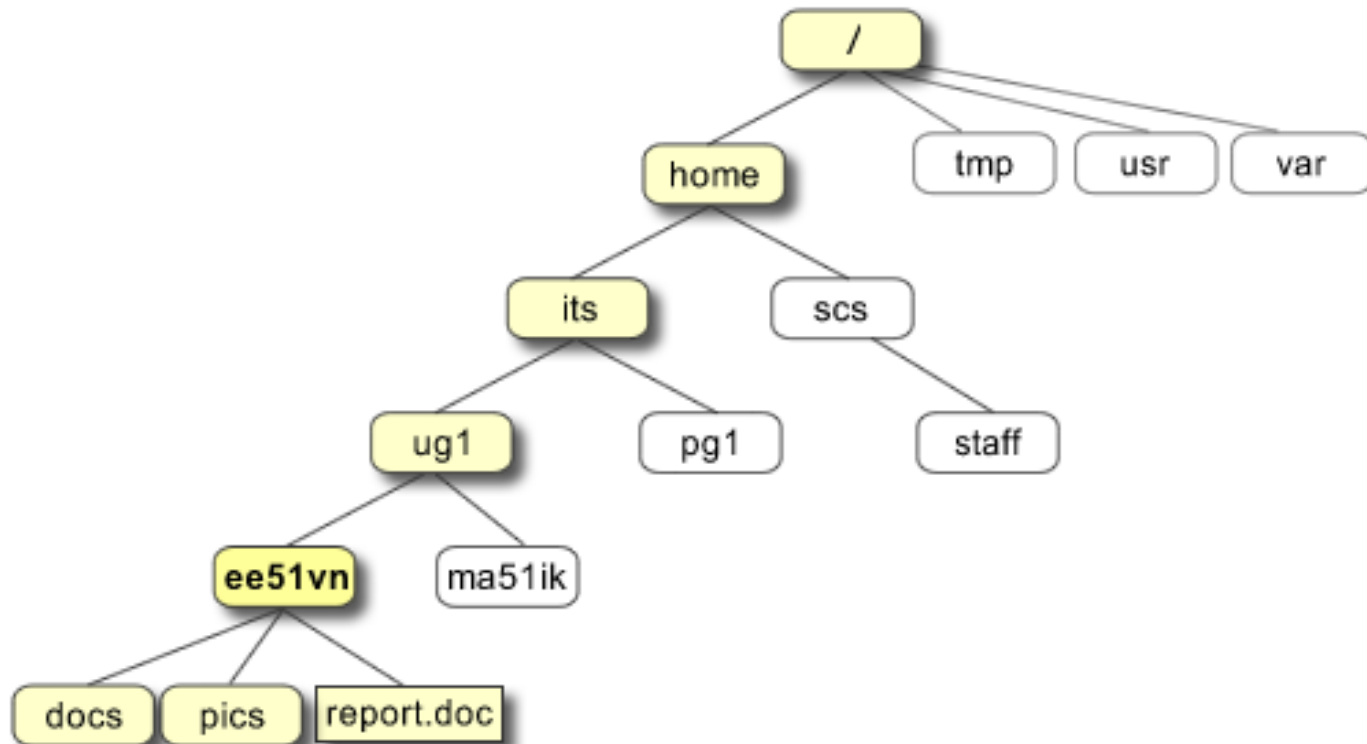 /
home
tmp
usr
var
its
scs
ug1
pg1
staff
ee51vn
ma51ik
docs
pics
report.doc